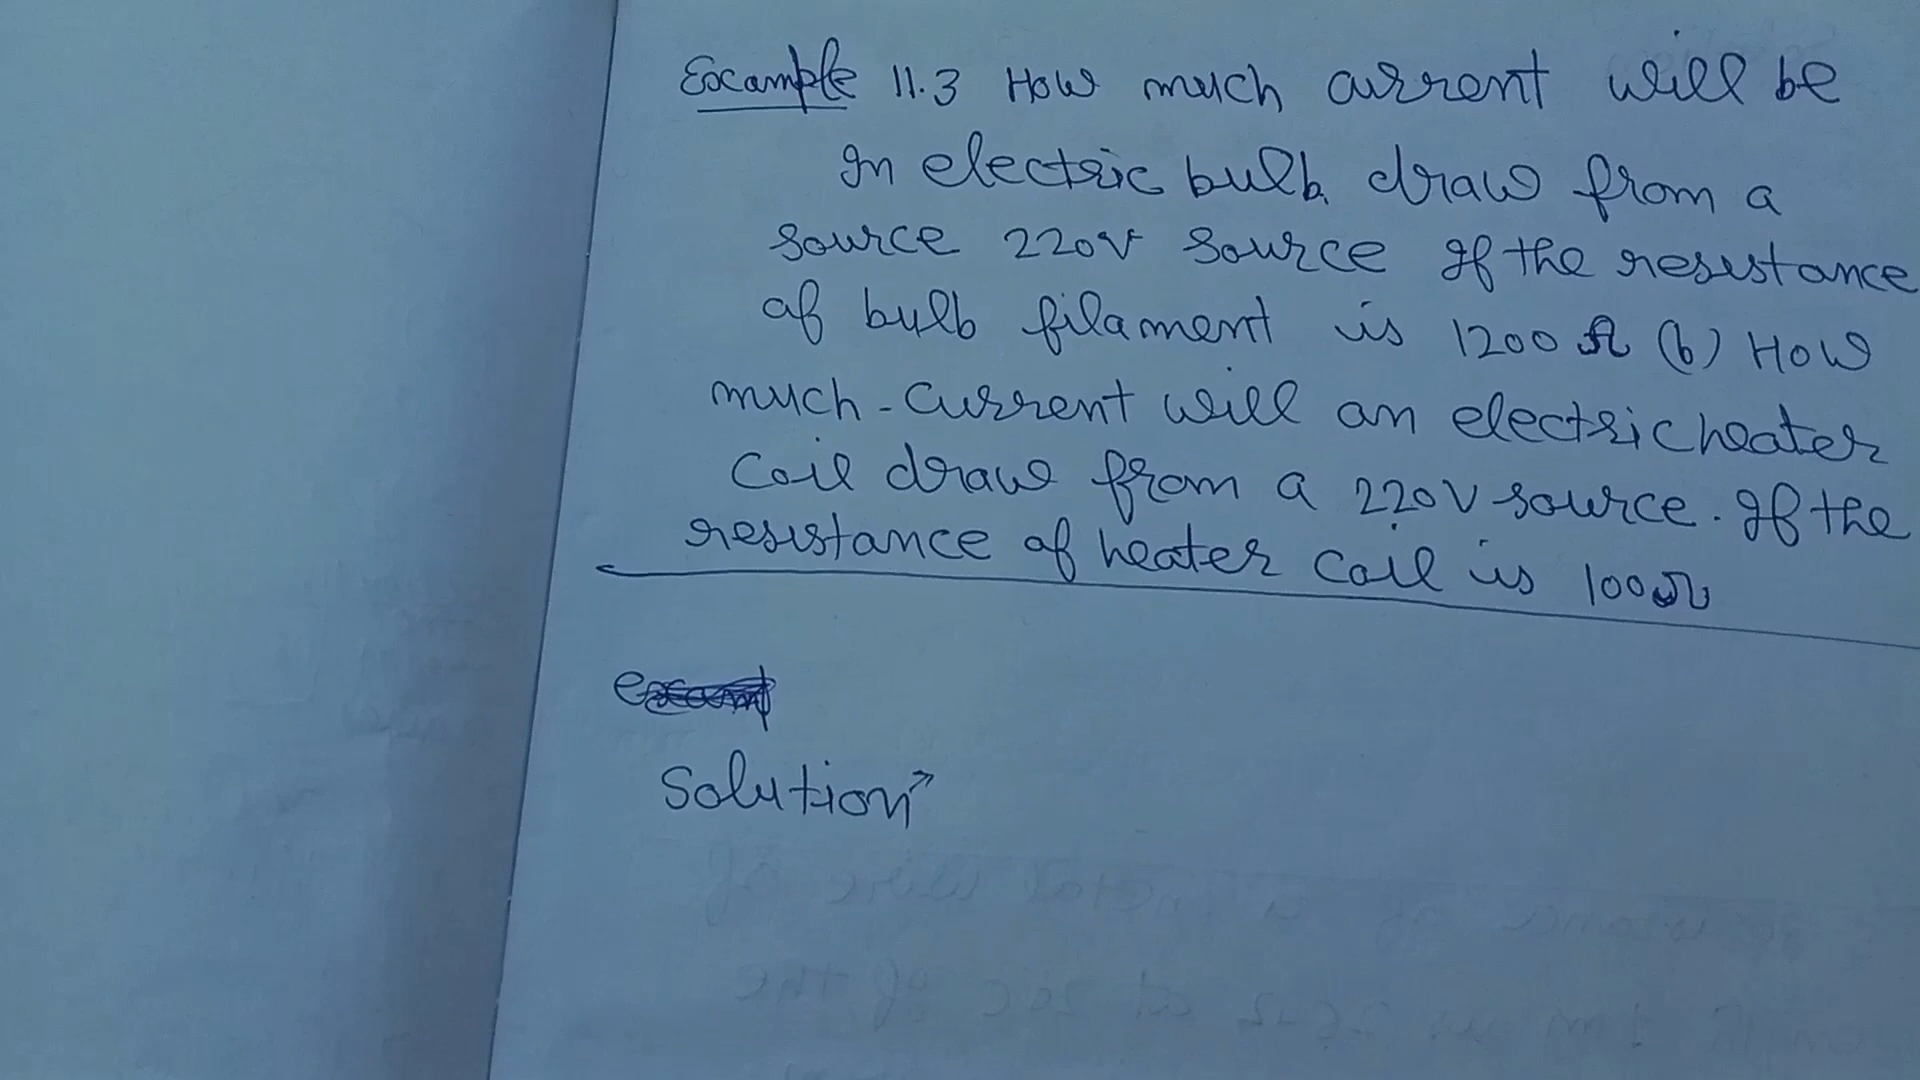 Example 11.3 How much current will be
In electric bulb. draw from a
source 220V source If the resistance
of bulb filament is 1200 Ω (b) How
much-current will an electric heater
coil draw from a 220V source. If the
resistance of heater coil is 100Ω
Solution→